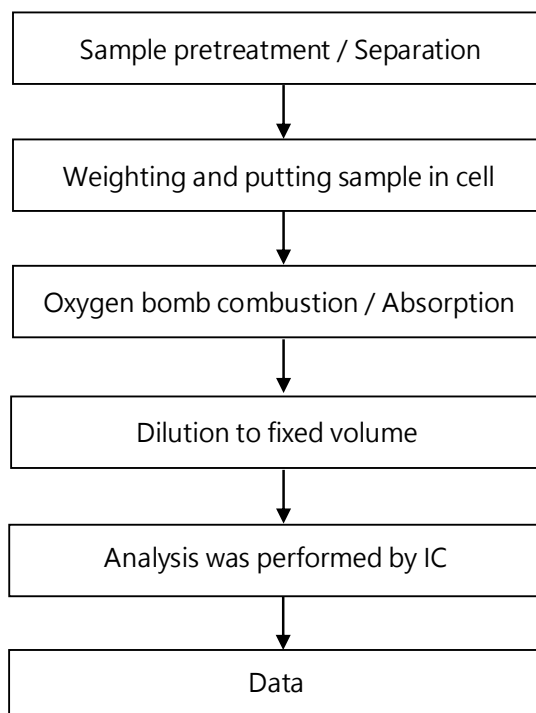 Sample pretreatment / Separation
Weighting and putting sample in cell
Oxygen bomb combustion / Absorption
Dilution to fixed volume
Analysis was performed by IC
Data